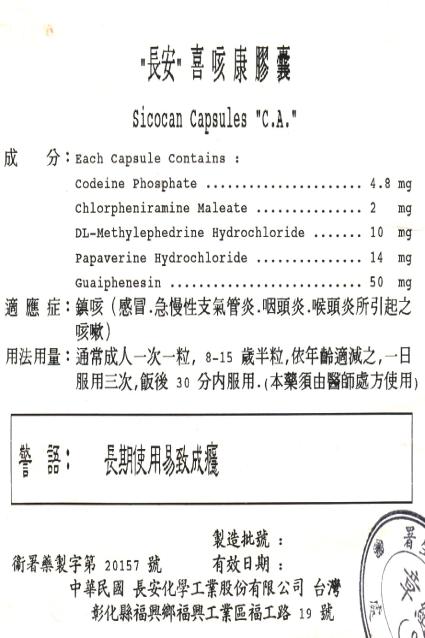 "長安"喜咳康膠囊
Sicocan Capsules "C.A."
成　分：Each Capsule Contains :
Codeine Phosphate ...................... 4.8 mg
Chlorpheniramine Maleate ............... 2 mg
DL-Methylephedrine Hydrochloride ....... 10 mg
Papaverine Hydrochloride ............... 14 mg
Guaiphenesin ........................... 50 mg
適應症：鎮咳（感冒.急慢性支氣管炎.咽頭炎.喉頭炎所引起之
咳嗽）
用法用量：通常成人一次一粒, 8-15 歲半粒,依年齡適減之,一日
服用三次,飯後 30 分內服用.(本藥須由醫師處方使用)
警語：　長期使用易致成癮
製造批號：
衛署藥製字第 20157 號　有效日期：
中華民國 長安化學工業股份有限公司 台灣
彰化縣福興鄉福興工業區福工路 19 號